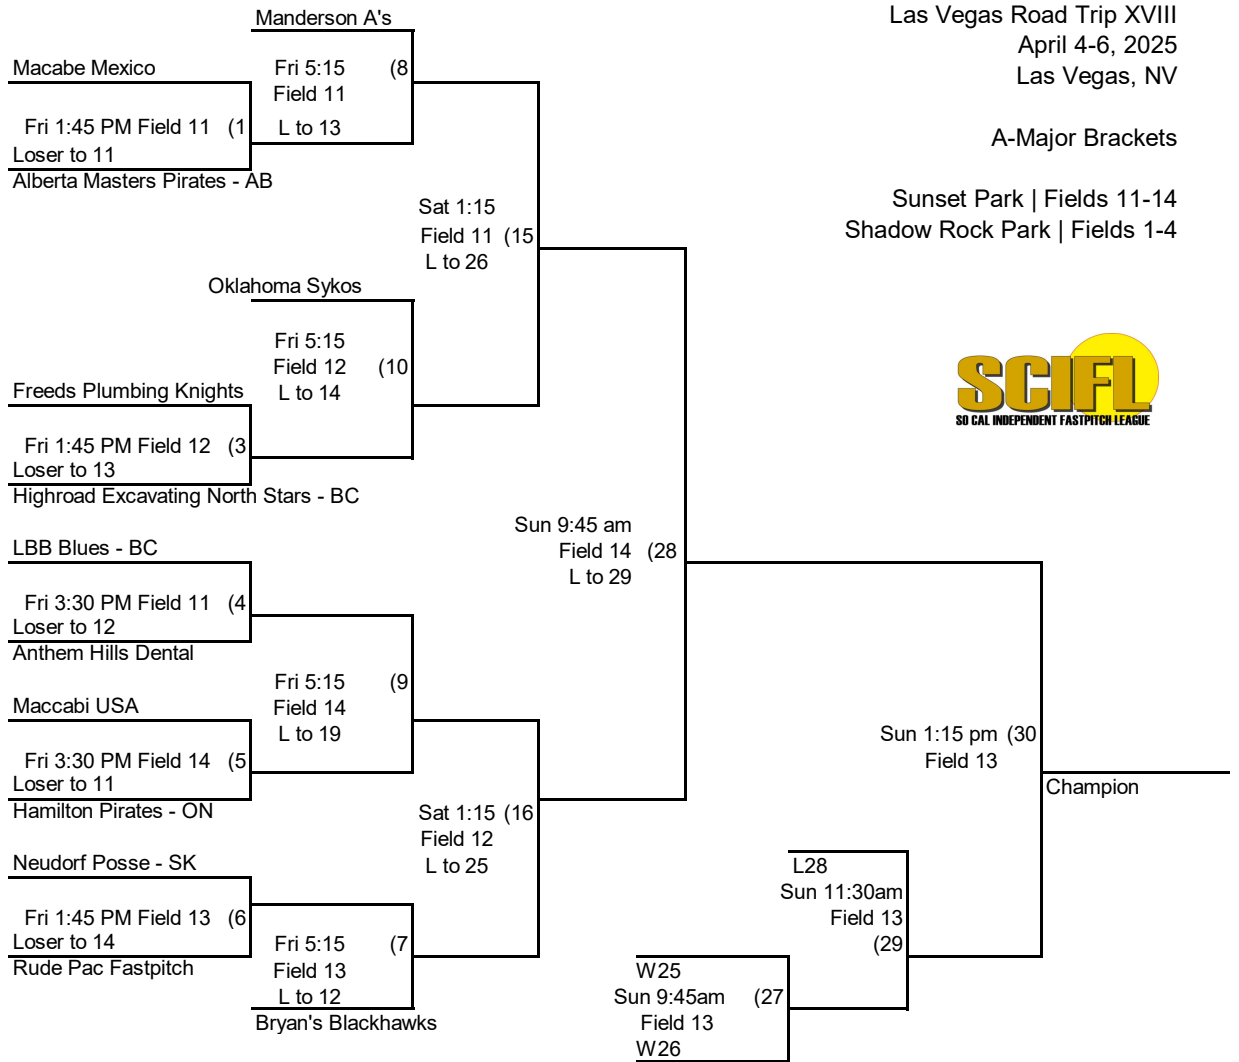 Manderson A's
Las Vegas Road Trip XVIII
April 4-6, 2025
Las Vegas, NV
A-Major Brackets
Sunset Park | Fields 11-14
Shadow Rock Park | Fields 1-4
SCIFL
SO CAL INDEPENDENT FASTPITCH LEAGUE
Macabe Mexico
Fri 5:15 (8
Field 11
L to 13
Fri 1:45 PM Field 11 (1
Loser to 11
Alberta Masters Pirates - AB
Sat 1:15
Field 11 (15
L to 26
Oklahoma Sykos
Fri 5:15
Field 12 (10
L to 14
Freeds Plumbing Knights
Fri 1:45 PM Field 12 (3
Loser to 13
Highroad Excavating North Stars - BC
Sun 9:45 am
Field 14 (28
L to 29
LBB Blues - BC
Fri 3:30 PM Field 11 (4
Loser to 12
Anthem Hills Dental
Fri 5:15 (9
Field 14
L to 19
Maccabi USA
Fri 3:30 PM Field 14 (5
Loser to 11
Hamilton Pirates - ON
Sun 1:15 pm (30
Field 13
Champion
Sat 1:15 (16
Field 12
L to 25
Neudorf Posse - SK
Fri 1:45 PM Field 13 (6
Loser to 14
Rude Pac Fastpitch
Fri 5:15 (7
Field 13
L to 12
Bryan's Blackhawks
L28
Sun 11:30am
Field 13
(29
W25
Sun 9:45am (27
Field 13
W26